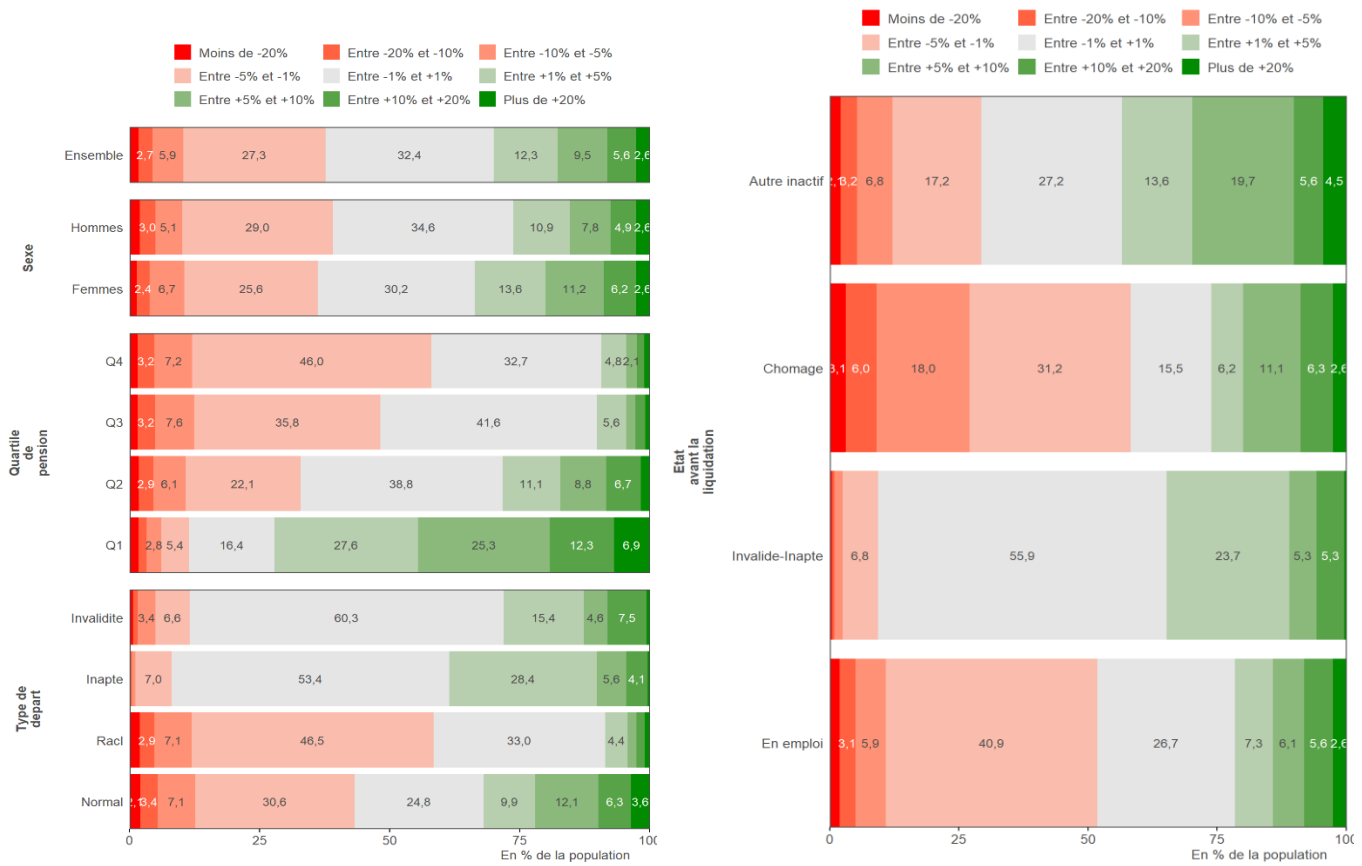 Moins de -20% Entre -20% et -10% Entre -10% et -5%
Entre -5% et -1% Entre -1% et +1% Entre +1% et +5%
Entre +5% et +10% Entre +10% et +20% Plus de +20%
Ensemble 2,7 5,9 27,3 32,4 12,3 9,5 5,6 2,6
Sexe
Hommes 3,0 5,1 29,0 34,6 10,9 7,8 4,9 2,6
Femmes 2,4 6,7 25,6 30,2 13,6 11,2 6,2 2,6
Quartile
de
pension
Q4 3,2 7,2 46,0 32,7 4,8 2,1
Q3 3,2 7,6 35,8 41,6 5,6
Q2 2,9 6,1 22,1 38,8 11,1 8,8 6,7
Q1 2,8 5,4 16,4 27,6 25,3 12,3 6,9
Type de
depart
Invalidite 3,4 6,6 60,3 15,4 4,6 7,5
Inapte 7,0 53,4 28,4 5,6 4,1
Racl 2,9 7,1 46,5 33,0 4,4
Normal 2,1 3,4 7,1 30,6 24,8 9,9 12,1 6,3 3,6
0 25 50 75 100
En % de la population
Moins de -20% Entre -20% et -10% Entre -10% et -5%
Entre -5% et -1% Entre -1% et +1% Entre +1% et +5%
Entre +5% et +10% Entre +10% et +20% Plus de +20%
Etat
avant la
liquidation
Autre inactif 2,1 3,2 6,8 17,2 27,2 13,6 19,7 5,6 4,5
Chomage 3,1 6,0 18,0 31,2 15,5 6,2 11,1 6,3 2,6
Invalide-Inapte 6,8 55,9 23,7 5,3 5,3
En emploi 3,1 5,9 40,9 26,7 7,3 6,1 5,6 2,6
0 25 50 75 100
En % de la population